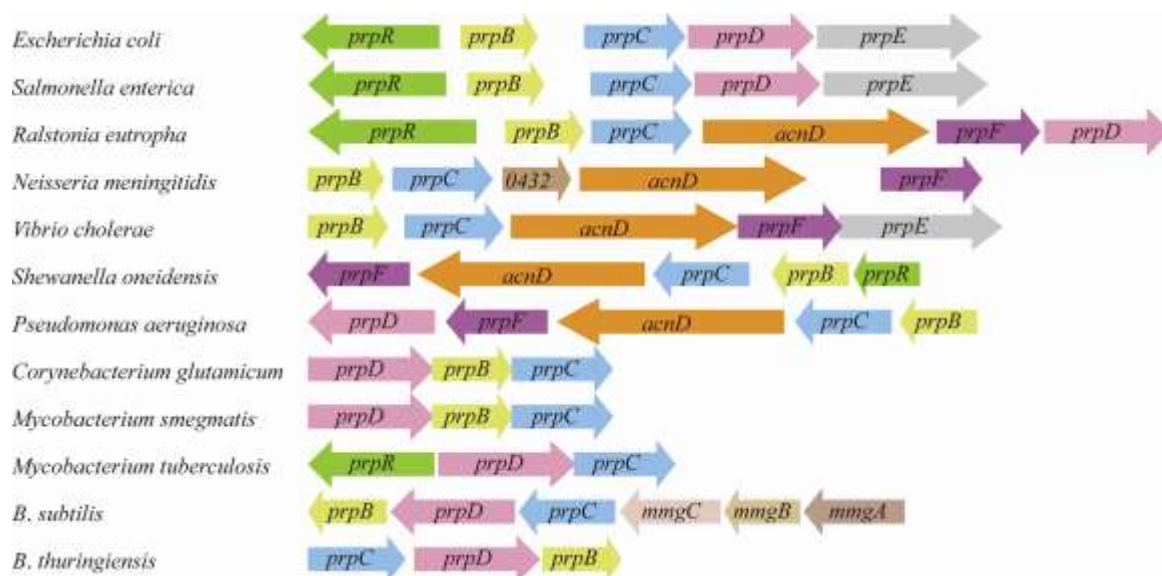 Escherichia coli prpR prpB prpC prpD prpE
Salmonella enterica prpR prpB prpC prpD prpE
Ralstonia eutropha prpR prpB prpC acnD prpF prpD
Neisseria meningitidis prpB prpC 0432 acnD prpF
Vibrio cholerae prpB prpC acnD prpF prpE
Shewanella oneidensis prpF acnD prpC prpB prpR
Pseudomonas aeruginosa prpD prpF acnD prpC prpB
Corynebacterium glutamicum prpD prpB prpC
Mycobacterium smegmatis prpD prpB prpC
Mycobacterium tuberculosis prpR prpD prpC
B. subtilis prpB prpD prpC mmgC mmgB mmgA
B. thuringiensis prpC prpD prpB